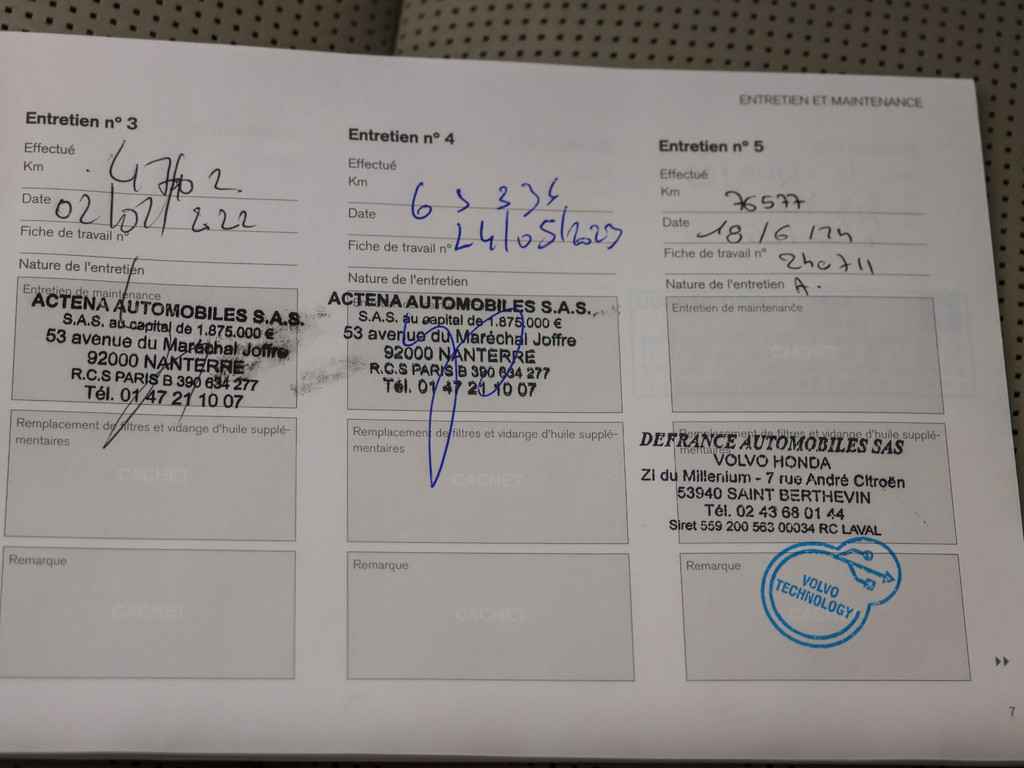 ENTRETIEN ET MAINTENANCE
Entretien n° 3
Effectué
Km
Date 02/02/222
Fiche de travail n°
Nature de l'entretien
Entretien de maintenance
ACTENA AUTOMOBILES S.A.S.
S.A.S. au capital de 1.875.000 €
53 avenue du Maréchal Joffre
92000 NANTERRE
R.C.S PARIS B 390 634 277
Tél. 01 47 21 10 07
Remplacement de filtres et vidange d'huile supplé-
mentaires
CACHET
Remarque
CACHET
Entretien n° 4
Effectué
Km
Date 24/05/2023
Fiche de travail n°
Nature de l'entretien
ACTENA AUTOMOBILES S.A.S.
S.A.S. au capital de 1.875.000 €
53 avenue du Maréchal Joffre
92000 NANTERRE
R.C.S PARIS B 390 634 277
Tél. 01 47 21 10 07
Remplacement de filtres et vidange d'huile supplé-
mentaires
CACHET
Remarque
CACHET
Entretien n° 5
Effectué
Km 76577
Date 18/6/24
Fiche de travail n° 240711
Nature de l'entretien A.
Entretien de maintenance
CACHET
Remplacement de filtres et vidange d'huile supplé-
mentaires
DEFRANCE AUTOMOBILES SAS
VOLVO HONDA
ZI du Millenium - 7 rue André Citroën
53940 SAINT BERTHEVIN
Tél. 02 43 68 01 44
Siret 559 200 563 00034 RC LAVAL
Remarque
VOLVO
TECHNOLOGY
7